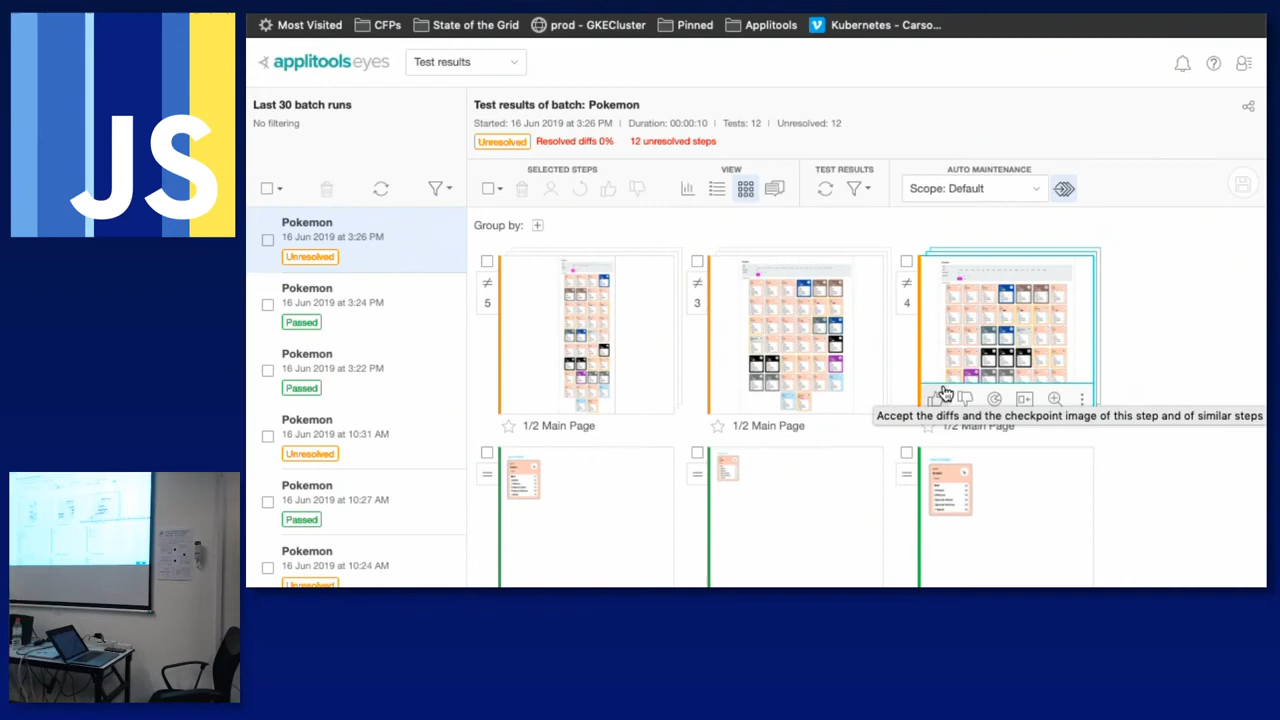 JS
Most Visited CFPs State of the Grid prod - GKECluster Pinned Applitools Kubernetes - Carso...
applitools eyes Test results
Last 30 batch runs
No filtering
Test results of batch: Pokemon
Started: 16 Jun 2019 at 3:26 PM | Duration: 00:00:10 | Tests: 12 | Unresolved: 12
Unresolved Resolved diffs 0% 12 unresolved steps
SELECTED STEPS VIEW TEST RESULTS AUTO MAINTENANCE
Scope: Default
Pokemon
16 Jun 2019 at 3:26 PM
Unresolved
Pokemon
16 Jun 2019 at 3:24 PM
Passed
Pokemon
16 Jun 2019 at 3:22 PM
Passed
Pokemon
16 Jun 2019 at 10:31 AM
Unresolved
Pokemon
16 Jun 2019 at 10:27 AM
Passed
Pokemon
16 Jun 2019 at 10:24 AM
Unresolved
Group by:
≠ ≠ ≠
5 3 4
Accept the diffs and the checkpoint image of this step and of similar steps
1/2 Main Page 1/2 Main Page 1/2 Main Page
= = =